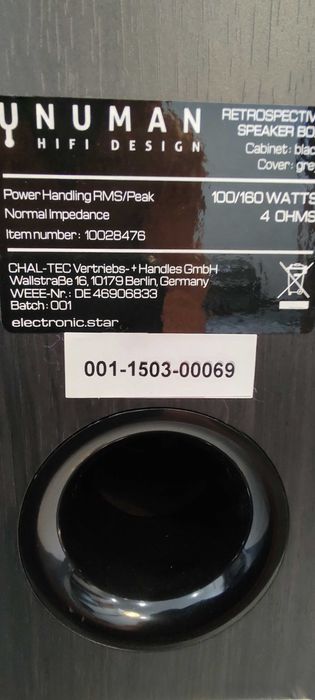 NUMAN
HIFI DESIGN
RETROSPECTIV
SPEAKER BO
Cabinet: blac
Cover: gre
Power Handling RMS/Peak 100/160 WATTS
Normal Impedance 4 OHMS
Item number: 10028476
CHAL-TEC Vertriebs- + Handles GmbH
Wallstraße 16, 10179 Berlin, Germany
WEEE-Nr.: DE 46906833
Batch: 001
electronic.star
001-1503-00069